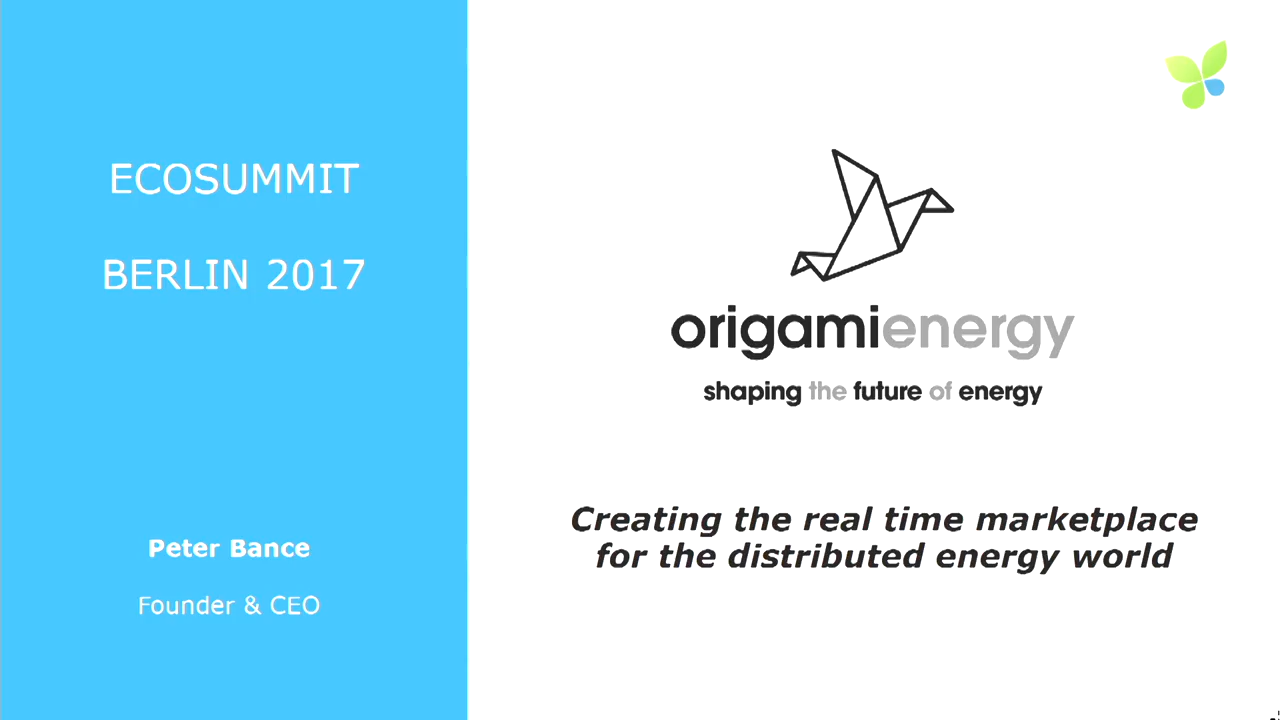 ECOSUMMIT
BERLIN 2017
Peter Bance
Founder & CEO
origamienergy
shaping the future of energy
Creating the real time marketplace
for the distributed energy world